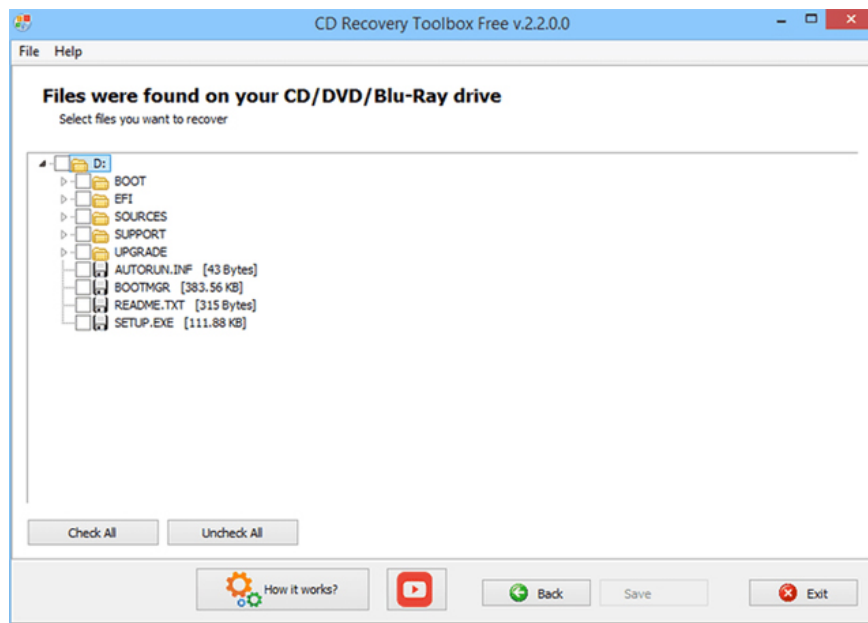 CD Recovery Toolbox Free v.2.2.0.0
File Help
Files were found on your CD/DVD/Blu-Ray drive
Select files you want to recover
D:
BOOT
EFI
SOURCES
SUPPORT
UPGRADE
AUTORUN.INF [43 Bytes]
BOOTMGR [383.56 KB]
README.TXT [315 Bytes]
SETUP.EXE [111.88 KB]
Check All Uncheck All
How it works? Back Save Exit